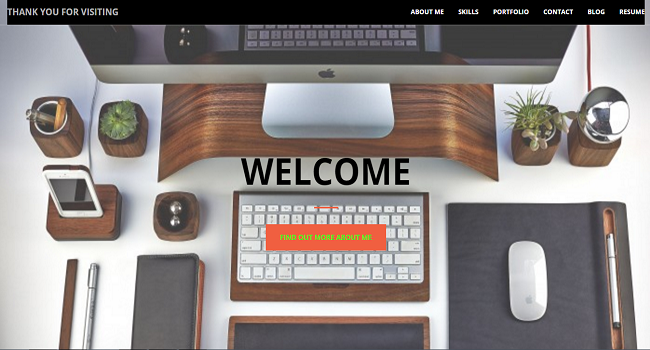 THANK YOU FOR VISITING
ABOUT ME SKILLS PORTFOLIO CONTACT BLOG RESUME
WELCOME
FIND OUT MORE ABOUT ME